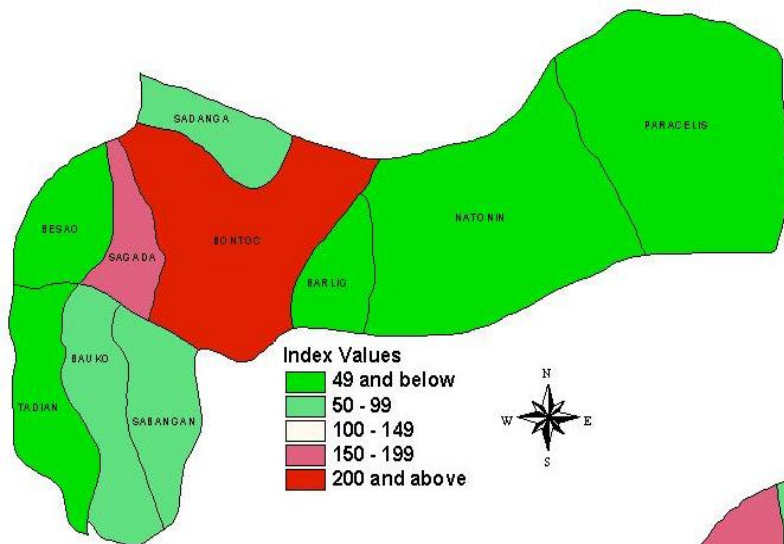 SADANGA
PARACELIS
BESAO
NATONIN
BONTOC
SAGADA
BARLIG
BAUKO
TADIAN
SABANGAN
Index Values
49 and below
50 - 99
100 - 149
150 - 199
200 and above
N
W E
S